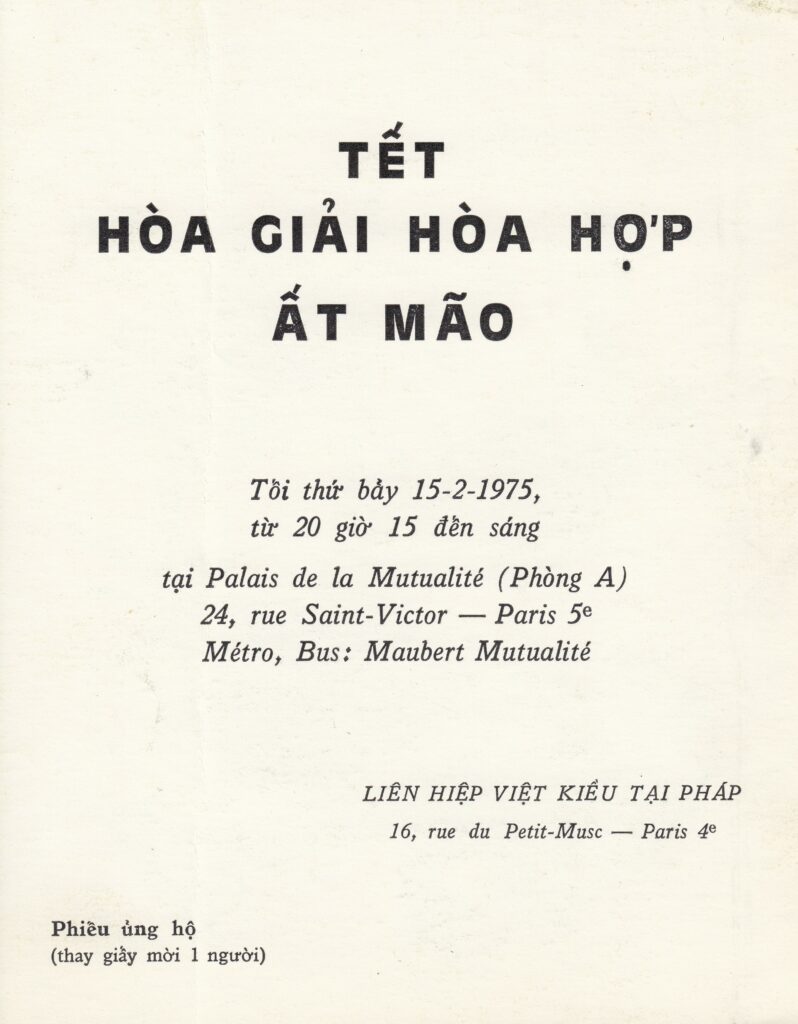 TẾT
HÒA GIẢI HÒA HỢP
ẤT MÃO
Tối thứ bảy 15-2-1975,
từ 20 giờ 15 đến sáng
tại Palais de la Mutualité (Phòng A)
24, rue Saint-Victor — Paris 5e
Métro, Bus: Maubert Mutualité
LIÊN HIỆP VIỆT KIỀU TẠI PHÁP
16, rue du Petit-Musc — Paris 4e
Phiếu ủng hộ
(thay giấy mời 1 người)